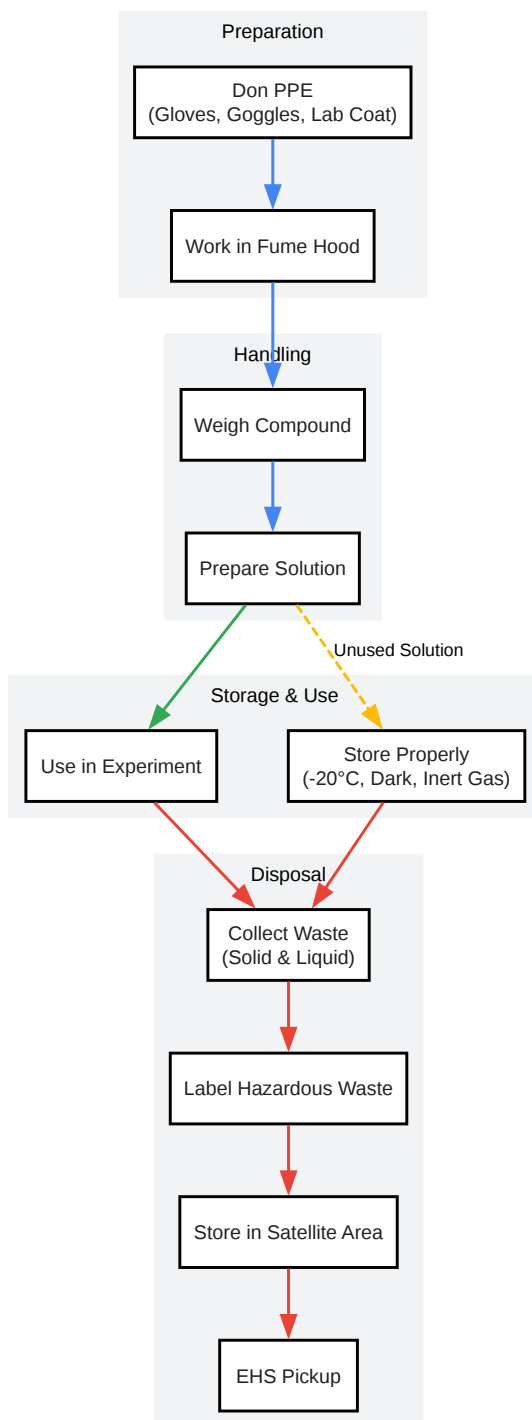 Preparation
Don PPE
(Gloves, Goggles, Lab Coat)
Work in Fume Hood
Handling
Weigh Compound
Prepare Solution
Unused Solution
Storage & Use
Use in Experiment
Store Properly
(-20°C, Dark, Inert Gas)
Disposal
Collect Waste
(Solid & Liquid)
Label Hazardous Waste
Store in Satellite Area
EHS Pickup